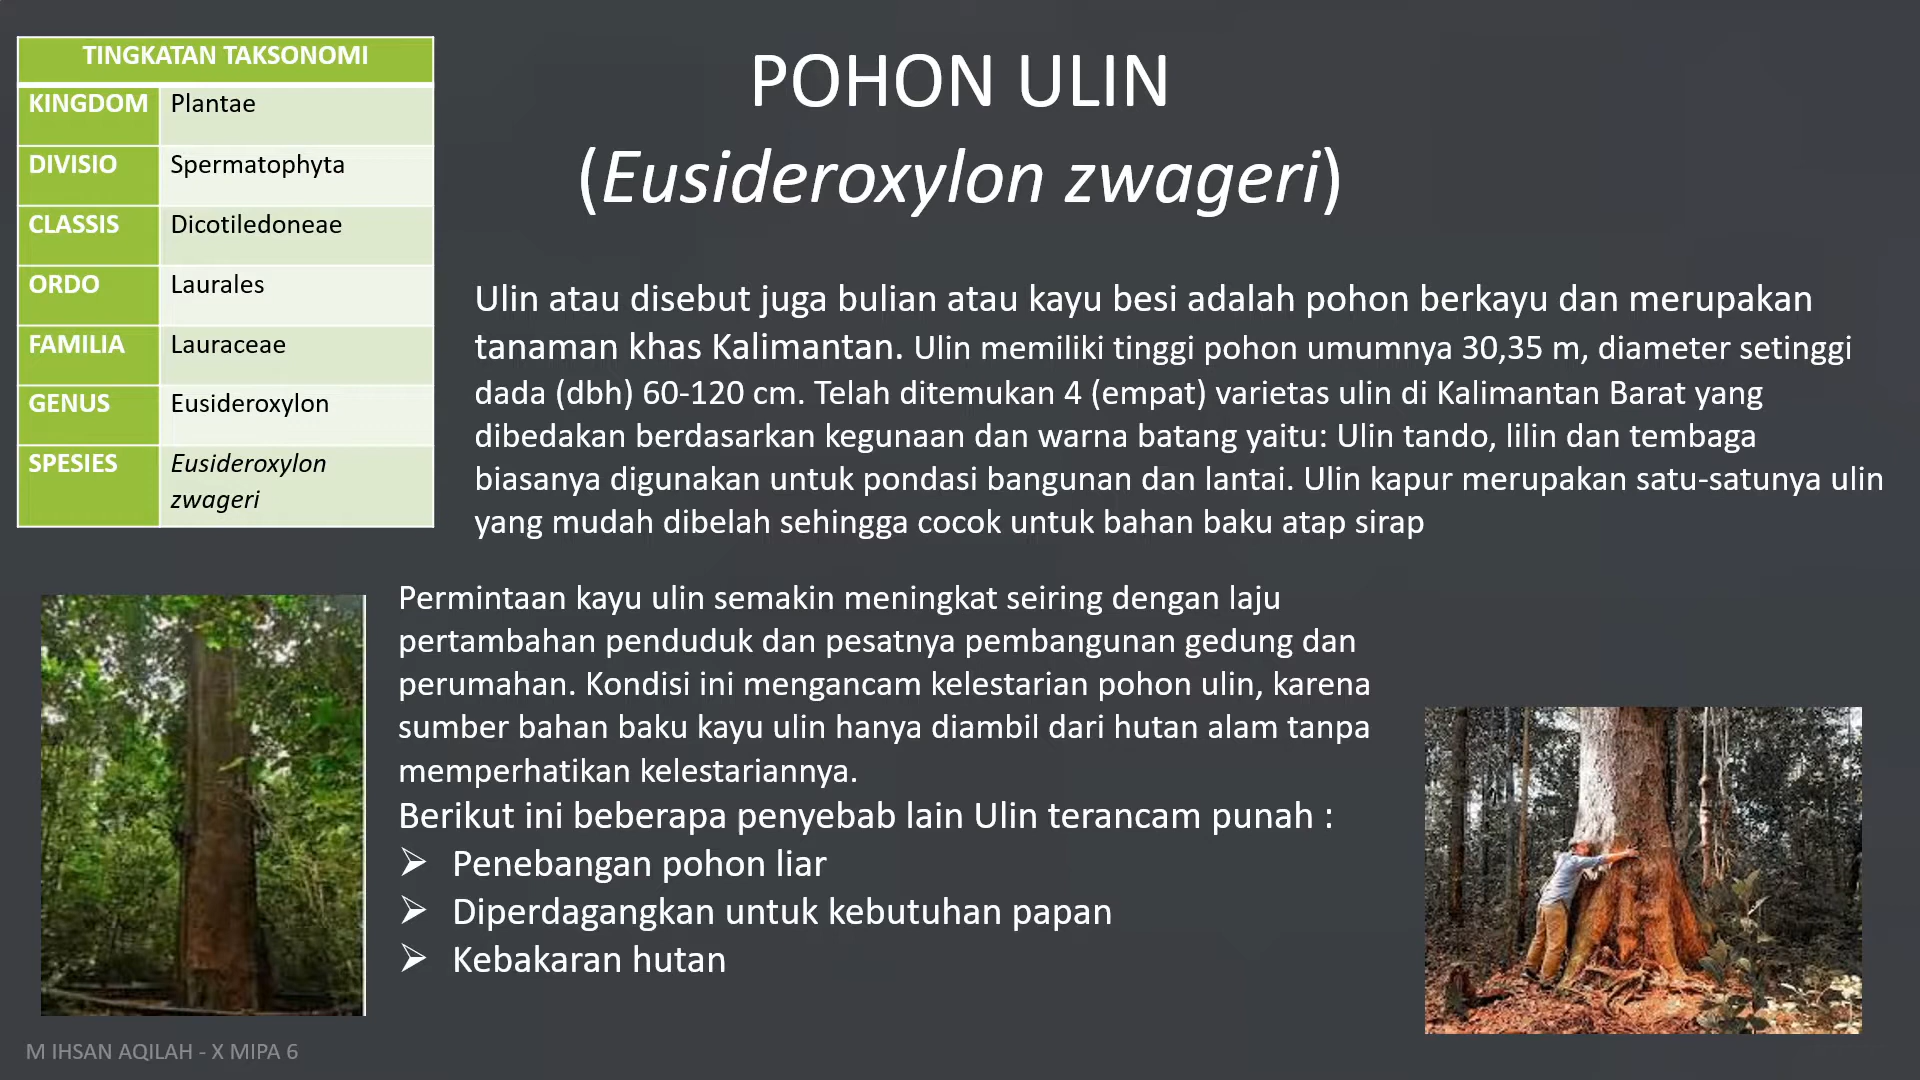 TINGKATAN TAKSONOMI
KINGDOM Plantae
DIVISIO Spermatophyta
CLASSIS Dicotiledoneae
ORDO Laurales
FAMILIA Lauraceae
GENUS Eusideroxylon
SPESIES Eusideroxylon
zwageri
POHON ULIN
(Eusideroxylon zwageri)
Ulin atau disebut juga bulian atau kayu besi adalah pohon berkayu dan merupakan
tanaman khas Kalimantan. Ulin memiliki tinggi pohon umumnya 30,35 m, diameter setinggi
dada (dbh) 60-120 cm. Telah ditemukan 4 (empat) varietas ulin di Kalimantan Barat yang
dibedakan berdasarkan kegunaan dan warna batang yaitu: Ulin tando, lilin dan tembaga
biasanya digunakan untuk pondasi bangunan dan lantai. Ulin kapur merupakan satu-satunya ulin
yang mudah dibelah sehingga cocok untuk bahan baku atap sirap
Permintaan kayu ulin semakin meningkat seiring dengan laju
pertambahan penduduk dan pesatnya pembangunan gedung dan
perumahan. Kondisi ini mengancam kelestarian pohon ulin, karena
sumber bahan baku kayu ulin hanya diambil dari hutan alam tanpa
memperhatikan kelestariannya.
Berikut ini beberapa penyebab lain Ulin terancam punah :
➢ Penebangan pohon liar
➢ Diperdagangkan untuk kebutuhan papan
➢ Kebakaran hutan
M IHSAN AQILAH - X MIPA 6